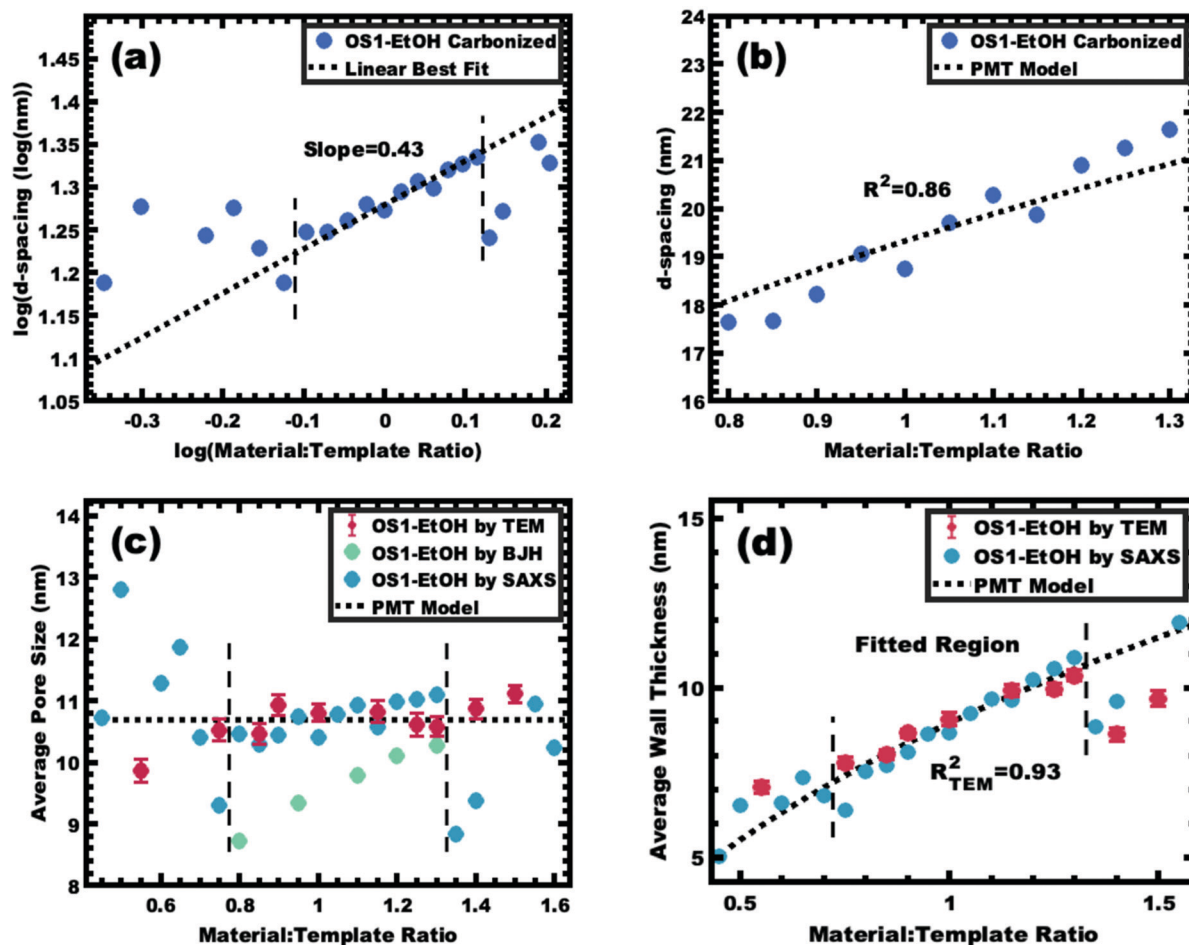 (a)
OS1-EtOH Carbonized
Linear Best Fit
Slope=0.43
log(d-spacing (log(nm))
1.45
1.4
1.35
1.3
1.25
1.2
1.15
1.1
1.05
-0.3 -0.2 -0.1 0 0.1 0.2
log(Material:Template Ratio)
(b)
OS1-EtOH Carbonized
PMT Model
R²=0.86
d-spacing (nm)
24
23
22
21
20
19
18
17
16
0.8 0.9 1 1.1 1.2 1.3
Material:Template Ratio
(c)
OS1-EtOH by TEM
OS1-EtOH by BJH
OS1-EtOH by SAXS
PMT Model
Average Pore Size (nm)
14
13
12
11
10
9
8
0.6 0.8 1 1.2 1.4 1.6
Material:Template Ratio
(d)
OS1-EtOH by TEM
OS1-EtOH by SAXS
PMT Model
Fitted Region
R²TEM=0.93
Average Wall Thickness (nm)
15
10
5
0.5 1 1.5
Material:Template Ratio